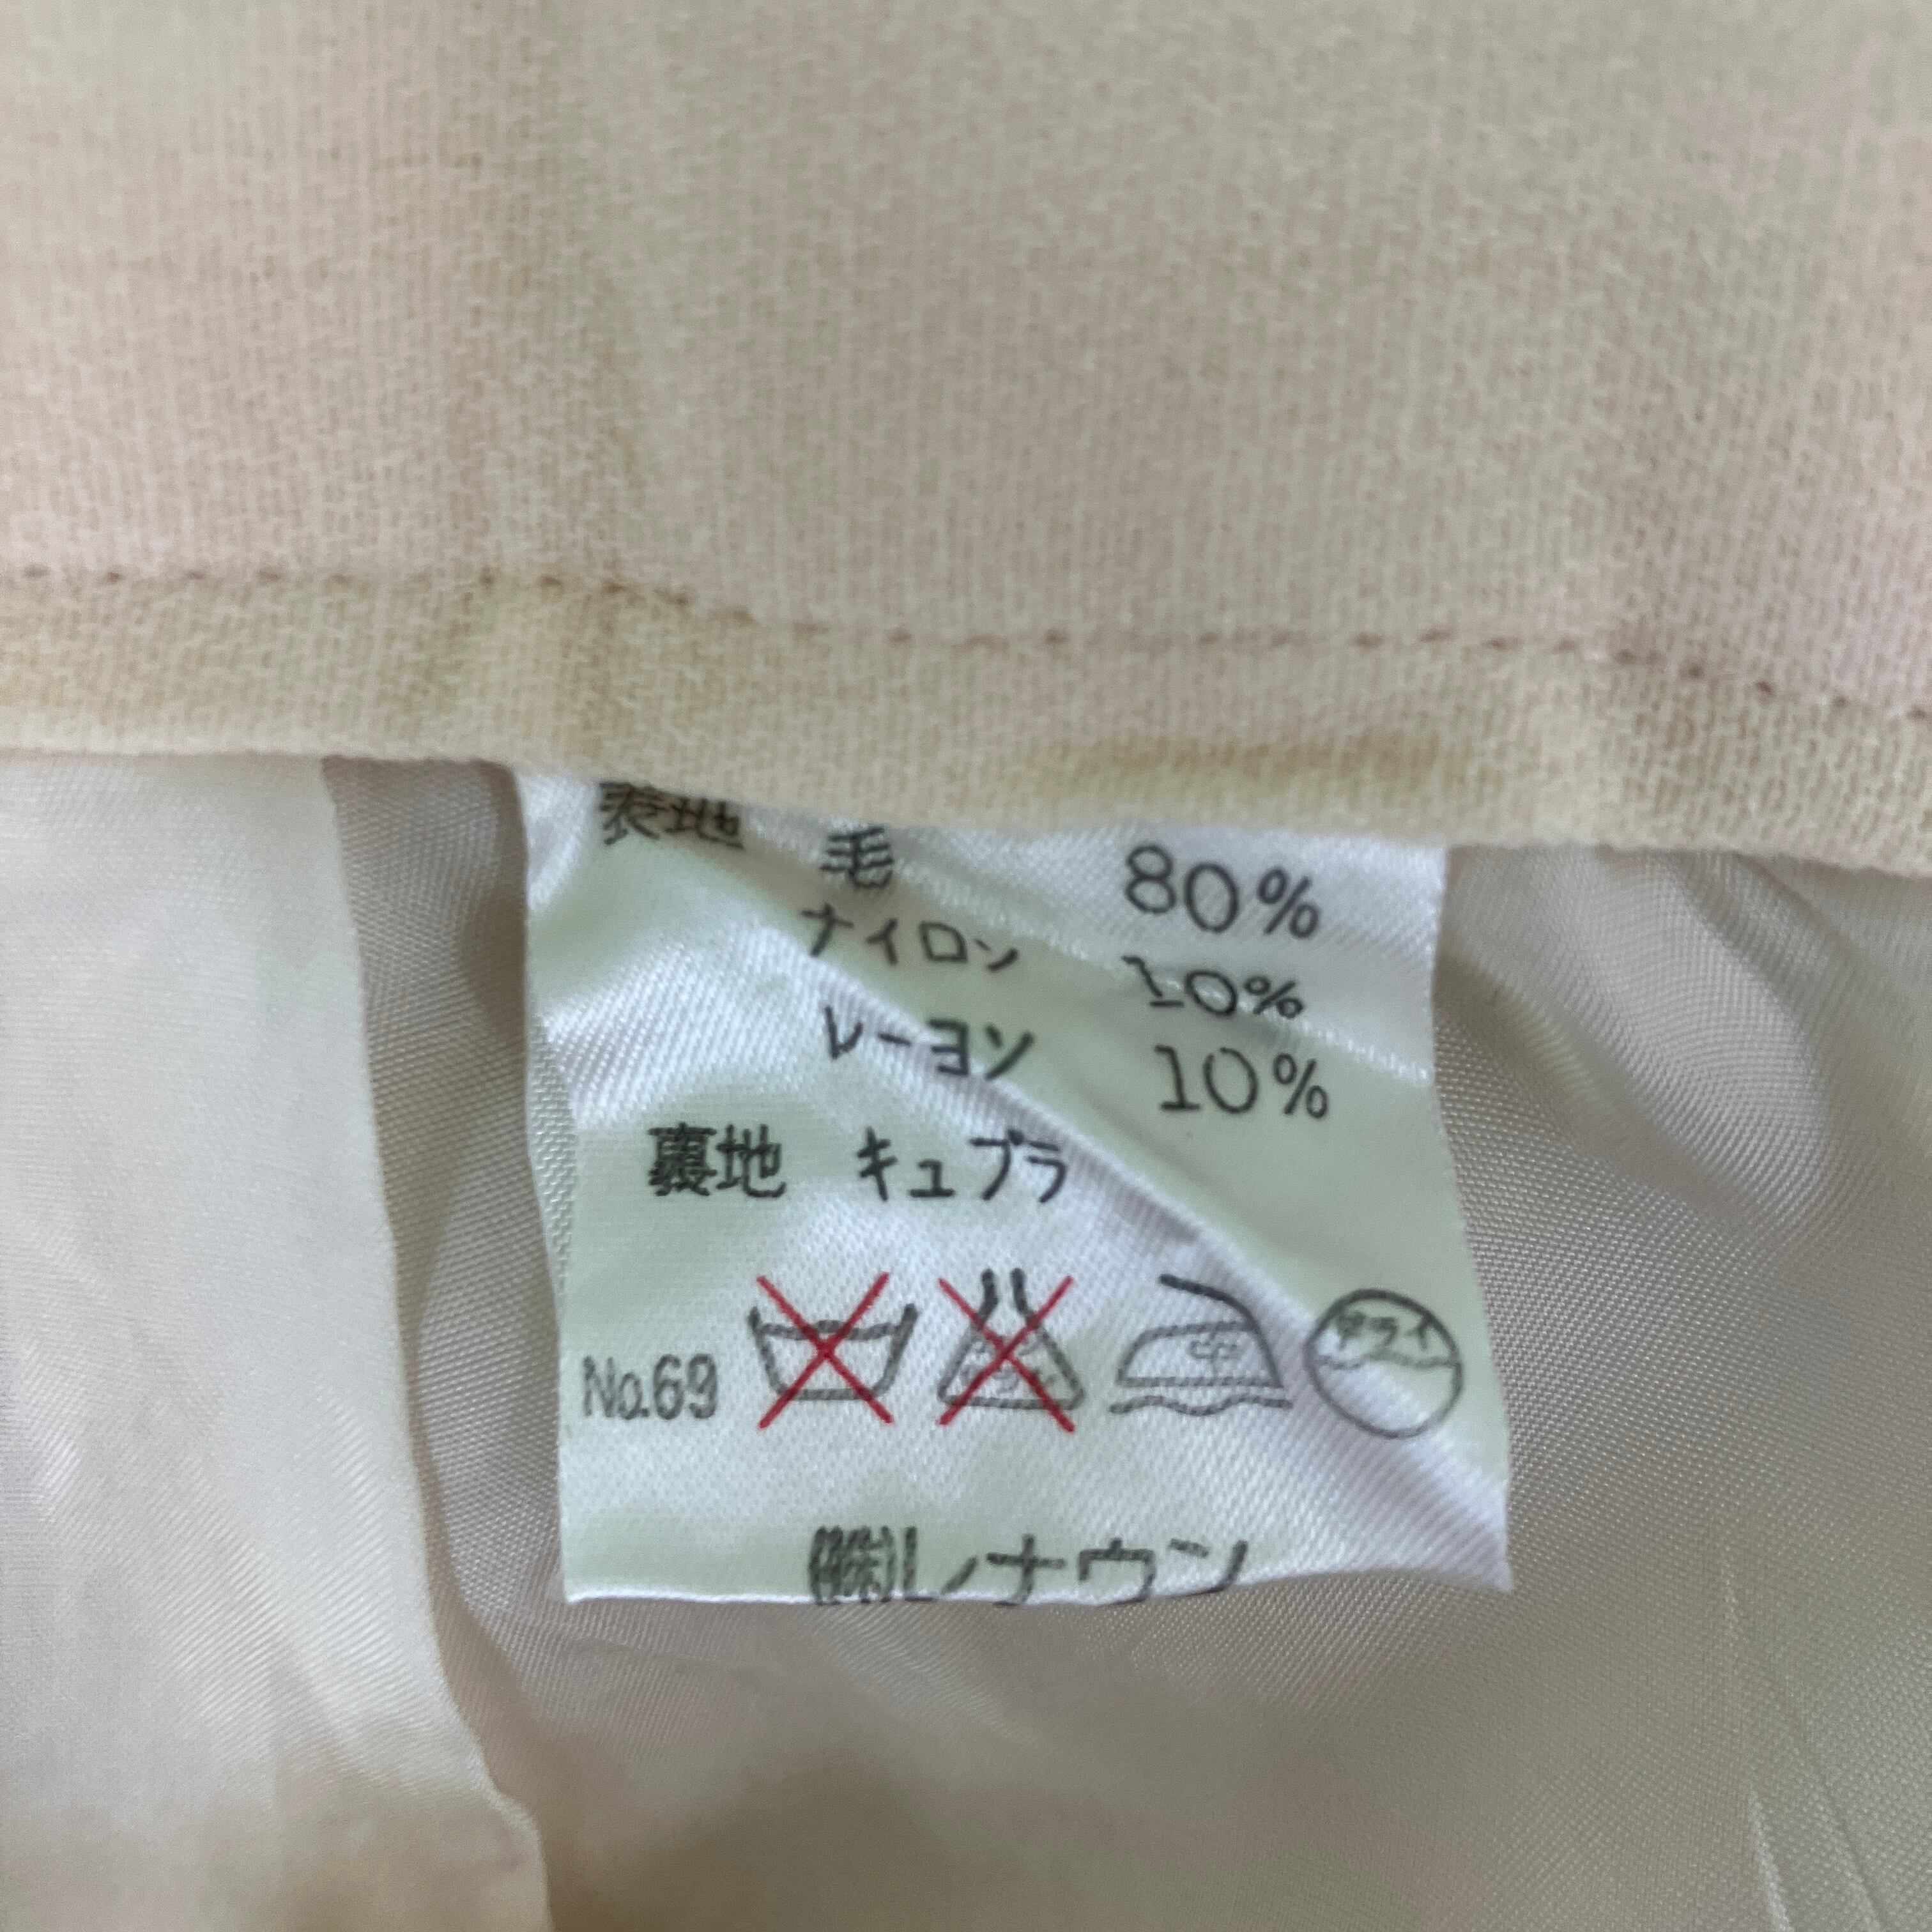 表地 毛 80%
ナイロン 10%
レーヨン 10%
裏地 キュプラ
No.69 中 ドライ
㈱レナウン